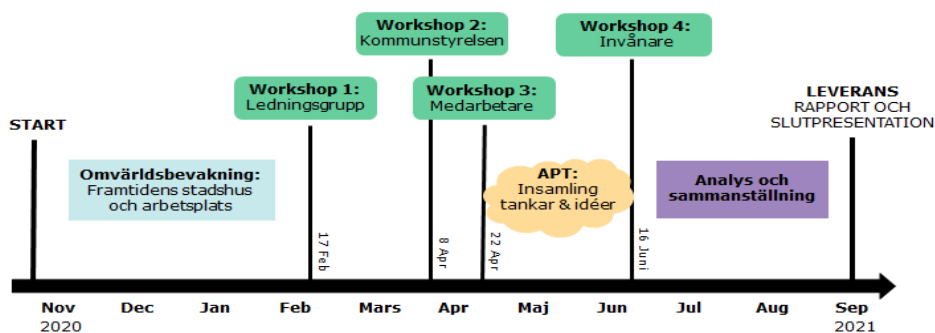 START
Omvärldsbevakning:
Framtidens stadshus
och arbetsplats
Workshop 1:
Ledningsgrupp
17 Feb
Workshop 2:
Kommunstyrelsen
8 Apr
Workshop 3:
Medarbetare
22 Apr
APT:
Insamling
tankar & idéer
Workshop 4:
Invånare
16 Juni
Analys och
sammanställning
LEVERANS
RAPPORT OCH
SLUTPRESENTATION
Nov Dec Jan Feb Mars Apr Maj Jun Jul Aug Sep
2020 2021